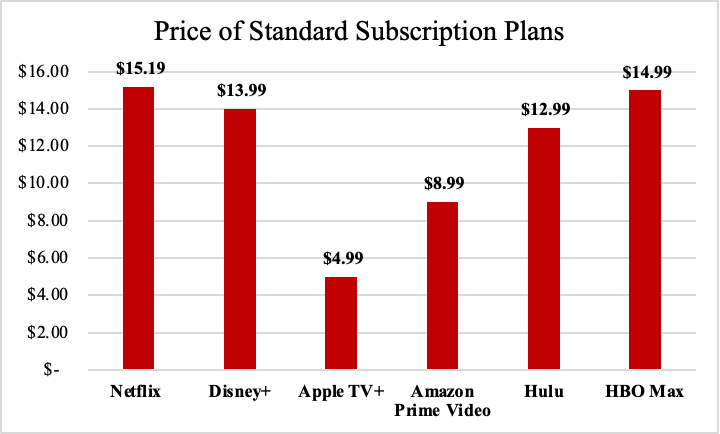 Price of Standard Subscription Plans
$16.00
$14.00
$12.00
$10.00
$8.00
$6.00
$4.00
$2.00
$-
$15.19
$13.99
$4.99
$8.99
$12.99
$14.99
Netflix
Disney+
Apple TV+
Amazon
Prime Video
Hulu
HBO Max